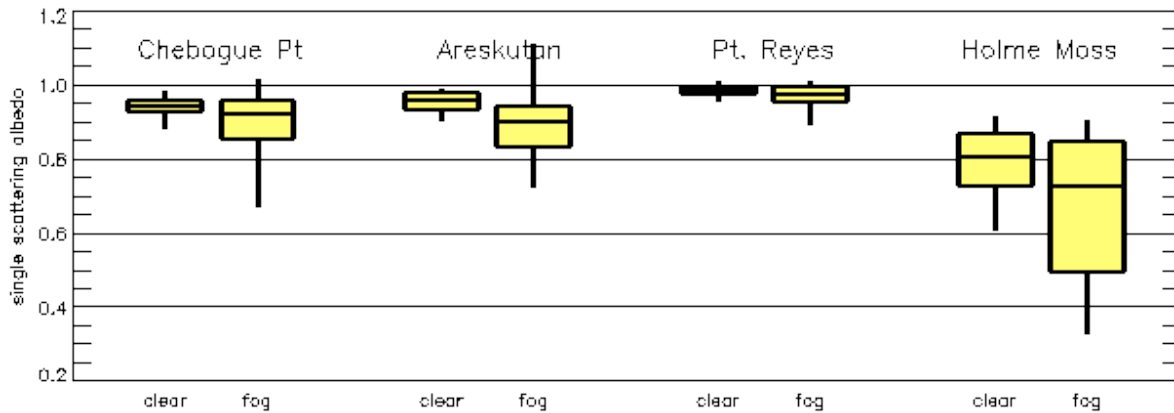 1.2
Chebogue Pt Areskutan Pt. Reyes Holme Moss
1.0
0.8
0.6
0.4
0.2
single scattering albedo
clear fog clear fog clear fog clear fog